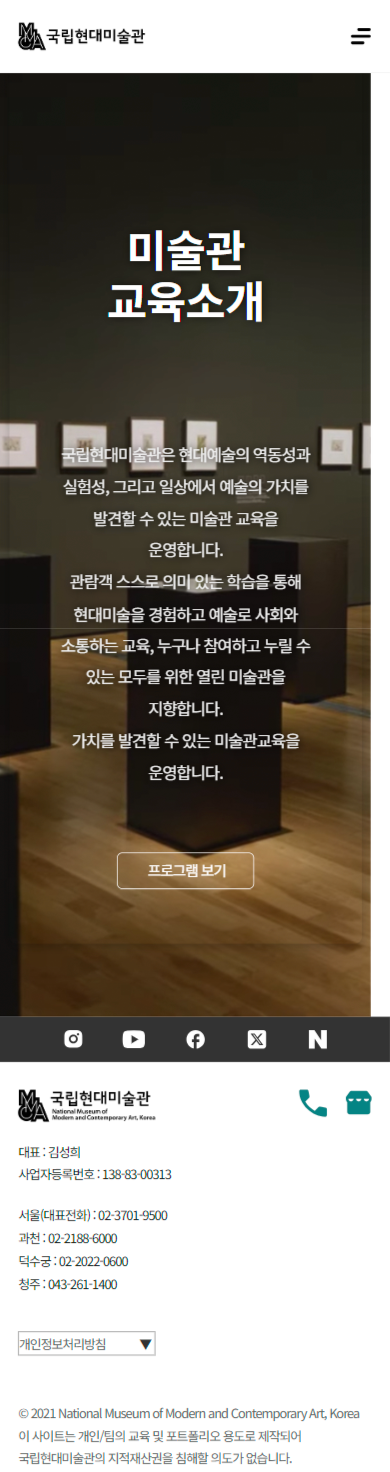 국립현대미술관
미술관
교육소개
국립현대미술관은 현대예술의 역동성과
실험성, 그리고 일상에서 예술의 가치를
발견할 수 있는 미술관 교육을
운영합니다.
관람객 스스로 의미 있는 학습을 통해
현대미술을 경험하고 예술로 사회와
소통하는 교육, 누구나 참여하고 누릴 수
있는 모두를 위한 열린 미술관을
지향합니다.
가치를 발견할 수 있는 미술관교육을
운영합니다.
프로그램 보기
국립현대미술관
National Museum of
Modern and Contemporary Art, Korea
대표 : 김성희
사업자등록번호 : 138-83-00313
서울(대표전화) : 02-3701-9500
과천 : 02-2188-6000
덕수궁 : 02-2022-0600
청주 : 043-261-1400
개인정보처리방침 ▼
© 2021 National Museum of Modern and Contemporary Art, Korea
이 사이트는 개인/팀의 교육 및 포트폴리오 용도로 제작되어
국립현대미술관의 지적재산권을 침해할 의도가 없습니다.